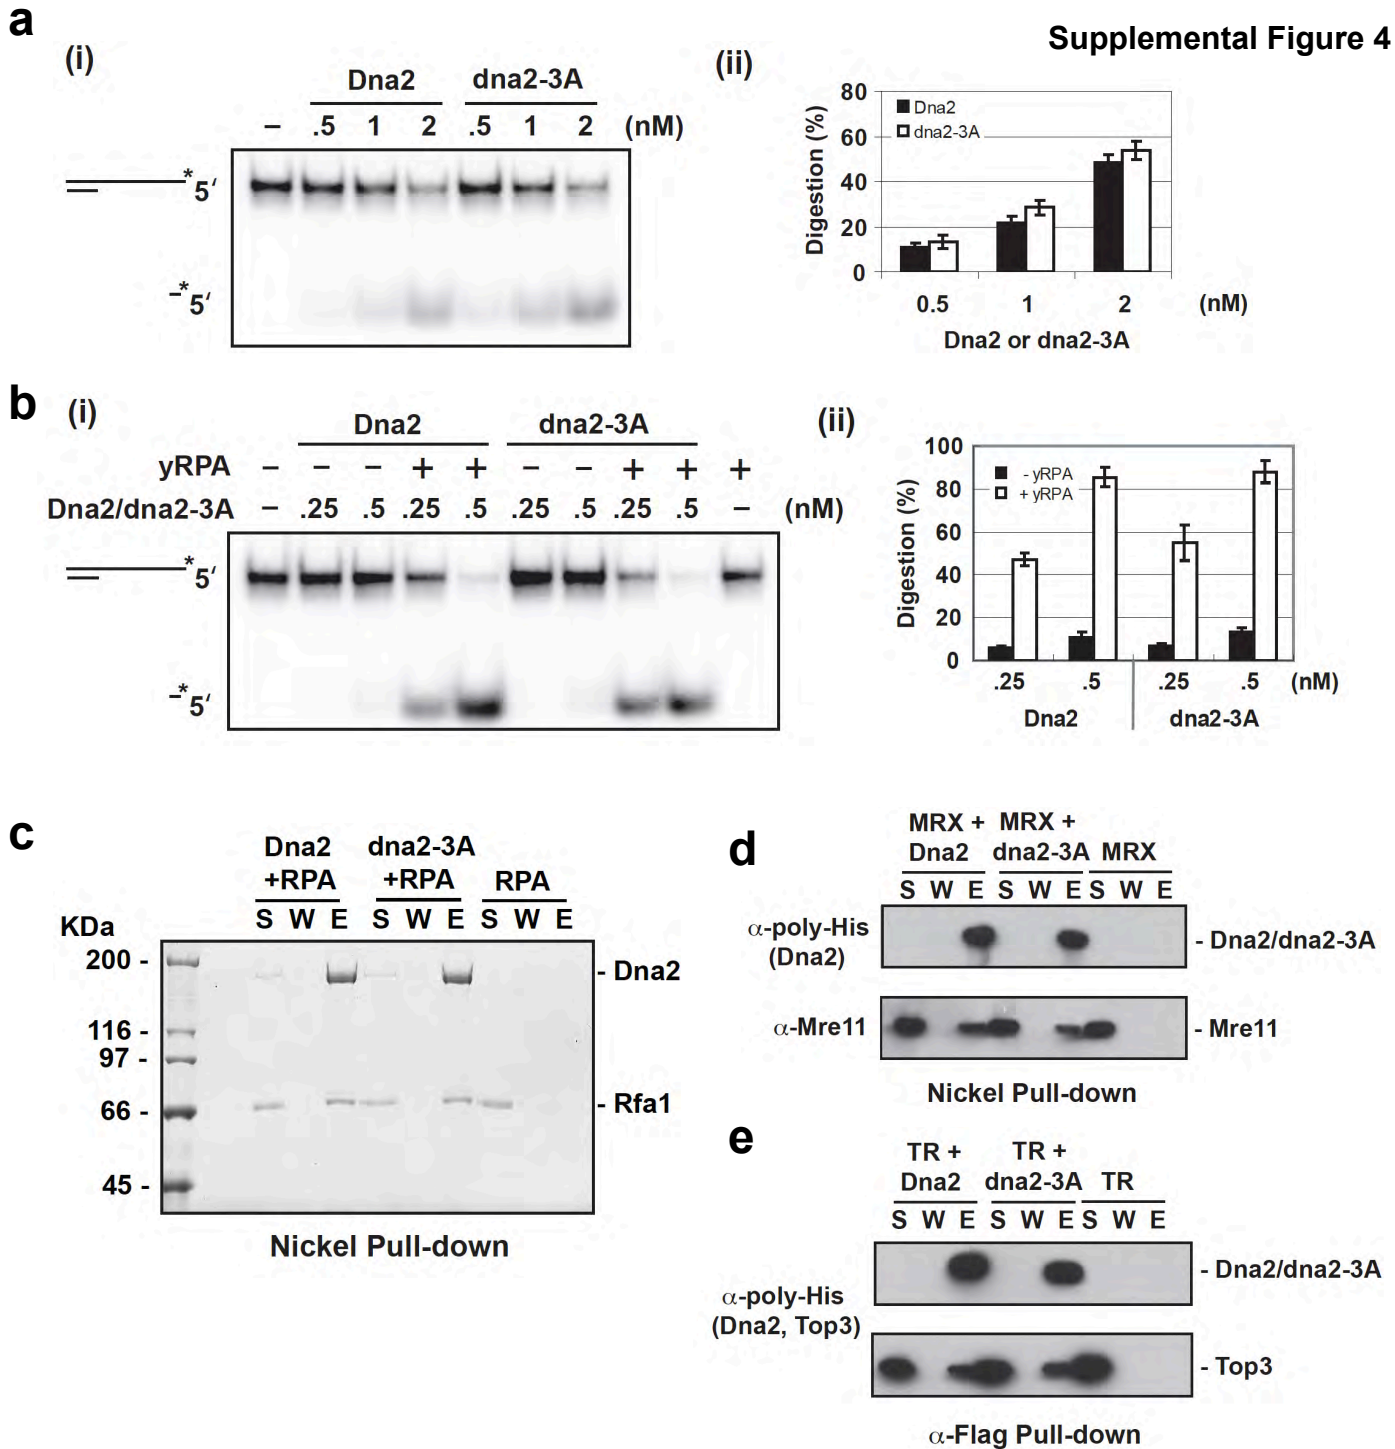 a
Supplemental Figure 4
(i)
Dna2 dna2-3A
– .5 1 2 .5 1 2 (nM)
* 5′
* 5′
(ii)
Digestion (%)
80
60
40
20
0
Dna2
dna2-3A
0.5 1 2 (nM)
Dna2 or dna2-3A
b
(i)
Dna2 dna2-3A
yRPA – – – + + – – + + +
Dna2/dna2-3A – .25 .5 .25 .5 .25 .5 .25 .5 – (nM)
* 5′
* 5′
(ii)
Digestion (%)
100
80
60
40
20
0
- yRPA
+ yRPA
.25 .5 .25 .5 (nM)
Dna2 dna2-3A
c
Dna2 +RPA
dna2-3A +RPA
RPA
S W E S W E S W E
KDa
200 -
116 -
97 -
66 -
45 -
- Dna2
- Rfa1
Nickel Pull-down
d
MRX + Dna2
MRX + dna2-3A
MRX
S W E S W E S W E
α-poly-His
(Dna2)
- Dna2/dna2-3A
α-Mre11
- Mre11
Nickel Pull-down
e
TR + Dna2
TR + dna2-3A
TR
S W E S W E S W E
- Dna2/dna2-3A
α-poly-His
(Dna2, Top3)
- Top3
α-Flag Pull-down